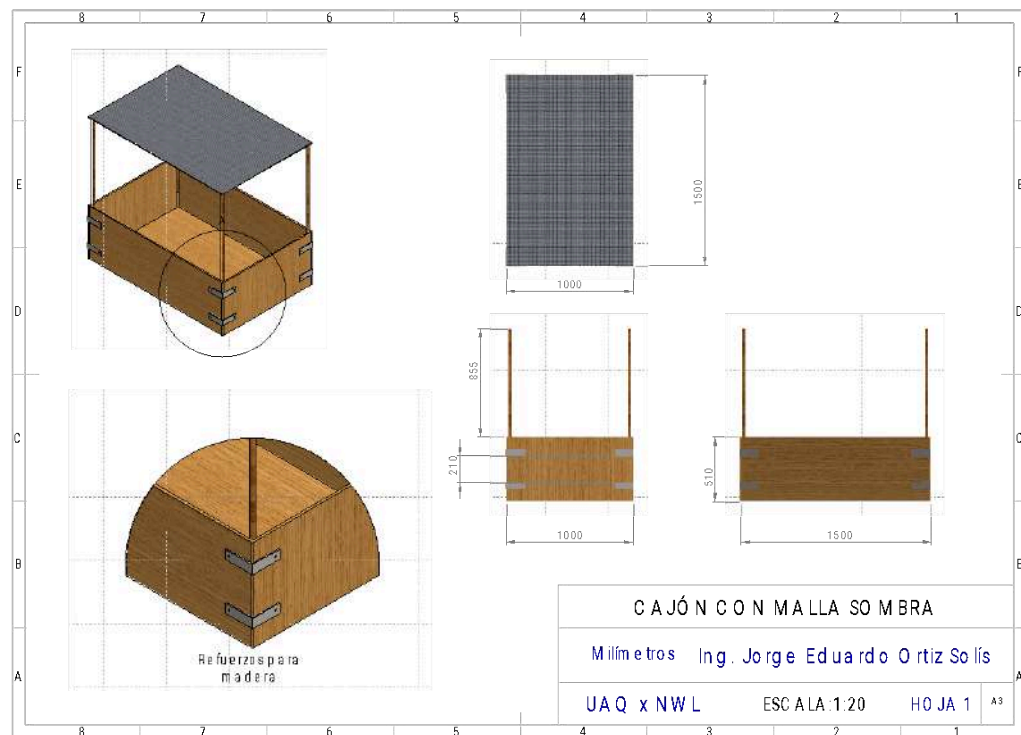 8 7 6 5 4 3 2 1
F
F
E
E
D
D
C
C
B
B
A
A
1500
1000
855
210
510
1000
1500
Refuerzos para
madera
CAJÓN CON MALLA SOMBRA
Milímetros Ing. Jorge Eduardo Ortiz Solís
UAQ x NWL ESCALA:1:20 HOJA 1 A3
8 7 6 5 4 3 2 1